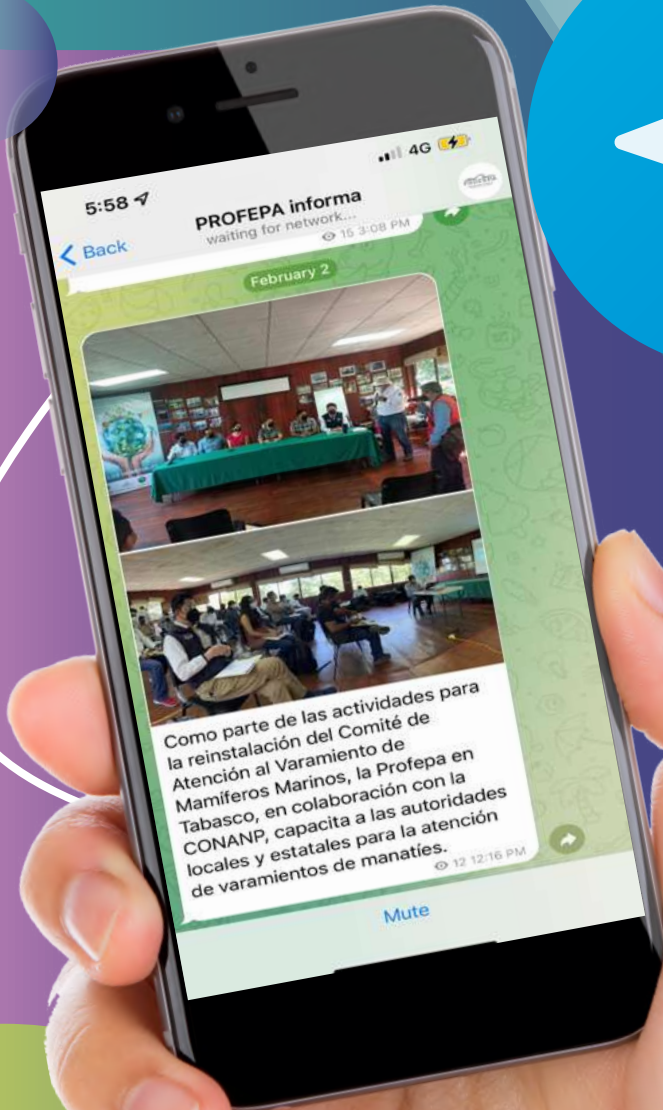 5:58
4G
Back
PROFEPA informa
waiting for network...
15 3:08 PM
February 2
Como parte de las actividades para
la reinstalación del Comité de
Atención al Varamiento de
Mamíferos Marinos, la Profepa en
Tabasco, en colaboración con la
CONANP, capacita a las autoridades
locales y estatales para la atención
de varamientos de manatíes.
12 12:16 PM
Mute